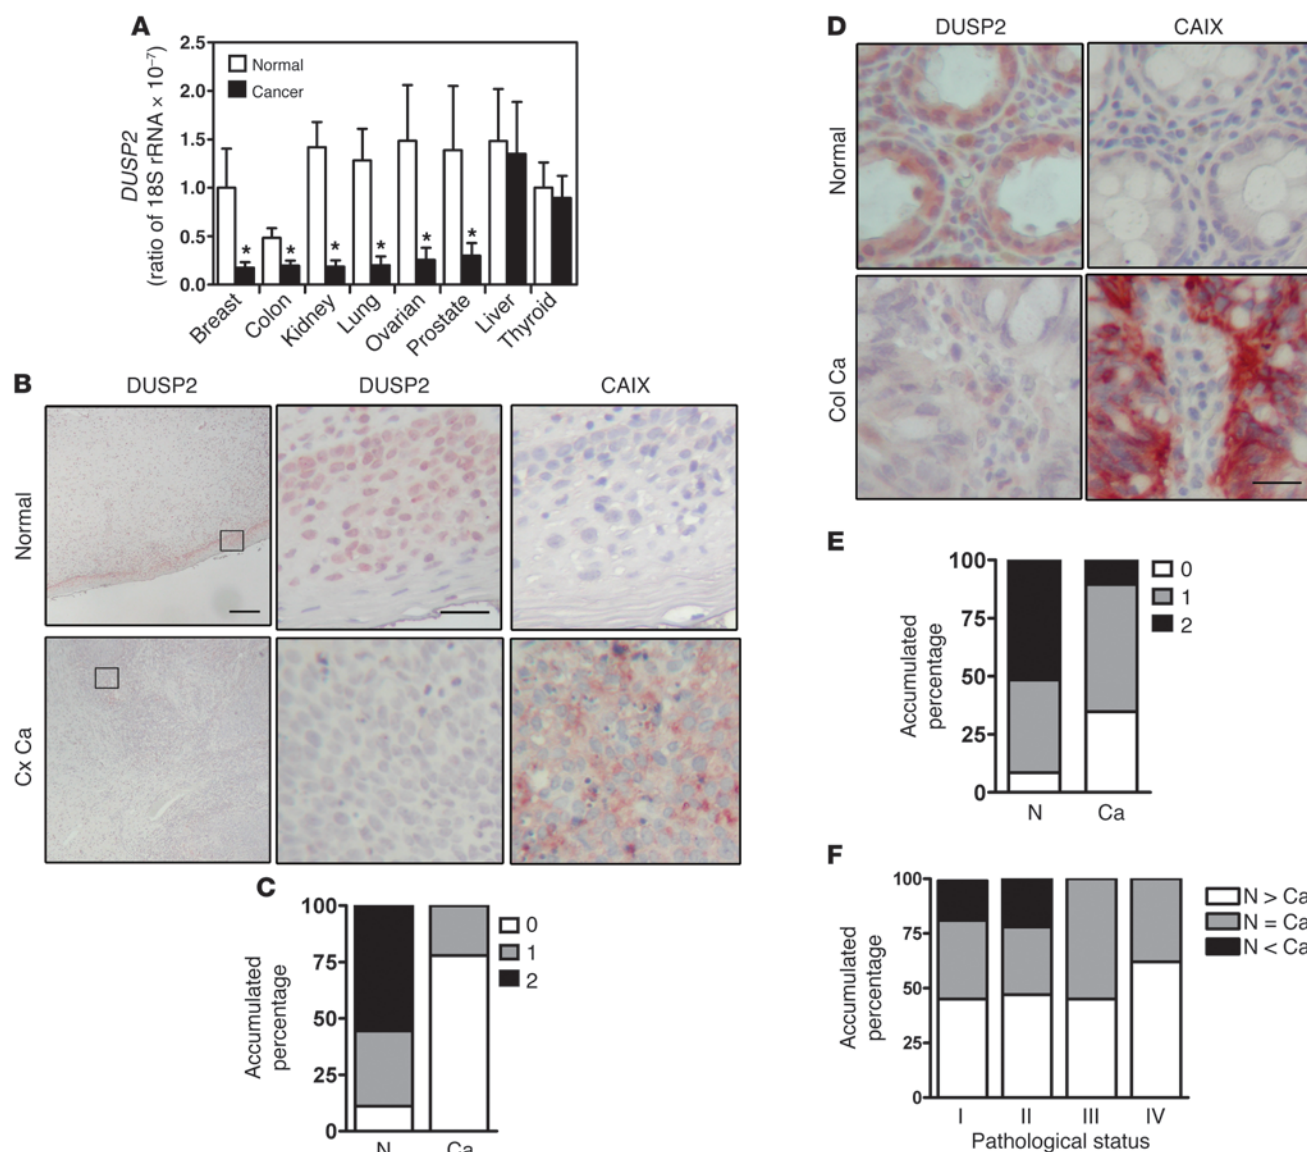 A
2.5
2.0
1.5
1.0
0.5
0.0
DUSP2
(ratio of 18S rRNA × 10⁻⁷)
Normal
Cancer
*
*
*
*
*
*
Breast
Colon
Kidney
Lung
Ovarian
Prostate
Liver
Thyroid
B
DUSP2
DUSP2
CAIX
Normal
Cx Ca
C
100
75
50
25
0
Accumulated
percentage
0
1
2
N
Ca
D
DUSP2
CAIX
Normal
Col Ca
E
100
75
50
25
0
Accumulated
percentage
0
1
2
N
Ca
F
100
75
50
25
0
Accumulated
percentage
N > Ca
N = Ca
N < Ca
I
II
III
IV
Pathological status